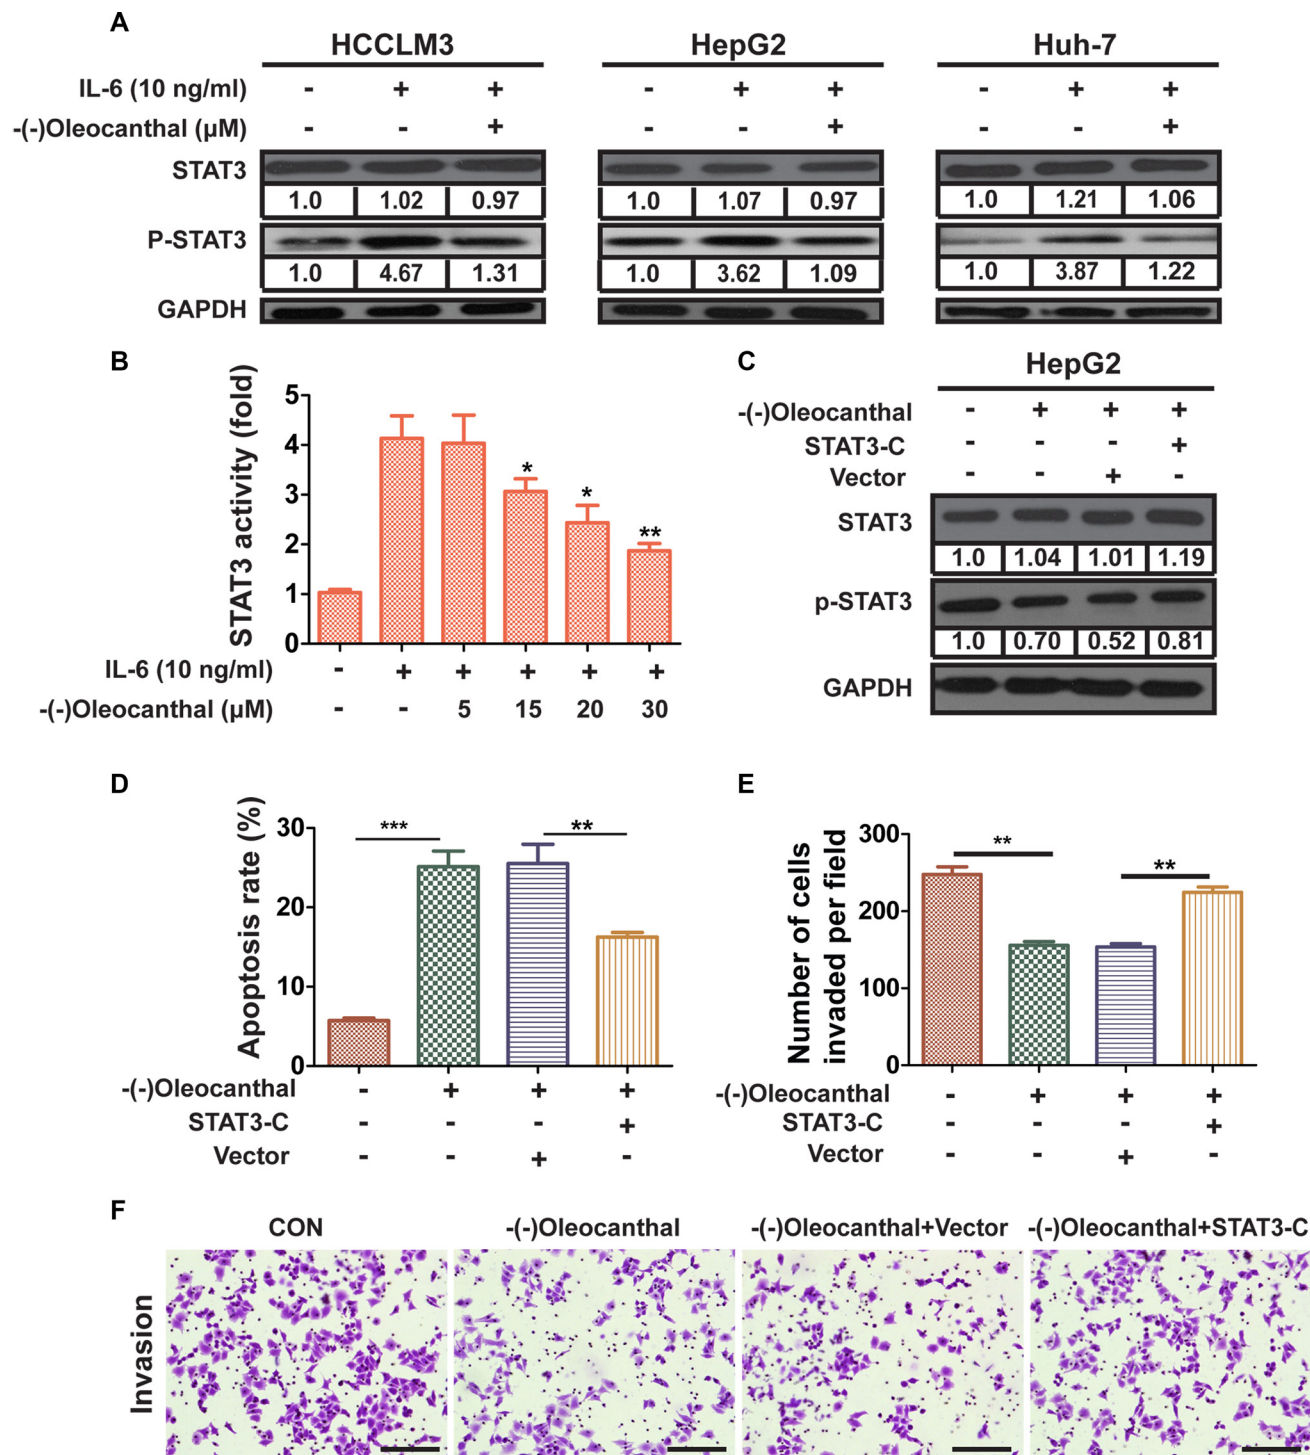 A
HCCLM3 HepG2 Huh-7
IL-6 (10 ng/ml) - + + - + + - + +
-(-)Oleocanthal (µM) - - + - - + - - +
STAT3
1.0 1.02 0.97 1.0 1.07 0.97 1.0 1.21 1.06
P-STAT3
1.0 4.67 1.31 1.0 3.62 1.09 1.0 3.87 1.22
GAPDH
B
STAT3 activity (fold)
5
4
3
2
1
0
* * **
IL-6 (10 ng/ml) - + + + + +
-(-)Oleocanthal (µM) - - 5 15 20 30
C
HepG2
-(-)Oleocanthal - + + +
STAT3-C - - - +
Vector - - + -
STAT3
1.0 1.04 1.01 1.19
p-STAT3
1.0 0.70 0.52 0.81
GAPDH
D
Apoptosis rate (%)
30
20
10
0
*** **
-(-)Oleocanthal - + + +
STAT3-C - - - +
Vector - - + -
E
Number of cells
invaded per field
300
200
100
0
** **
-(-)Oleocanthal - + + +
STAT3-C - - - +
Vector - - + -
F
CON -(-)Oleocanthal -(-)Oleocanthal+Vector -(-)Oleocanthal+STAT3-C
Invasion